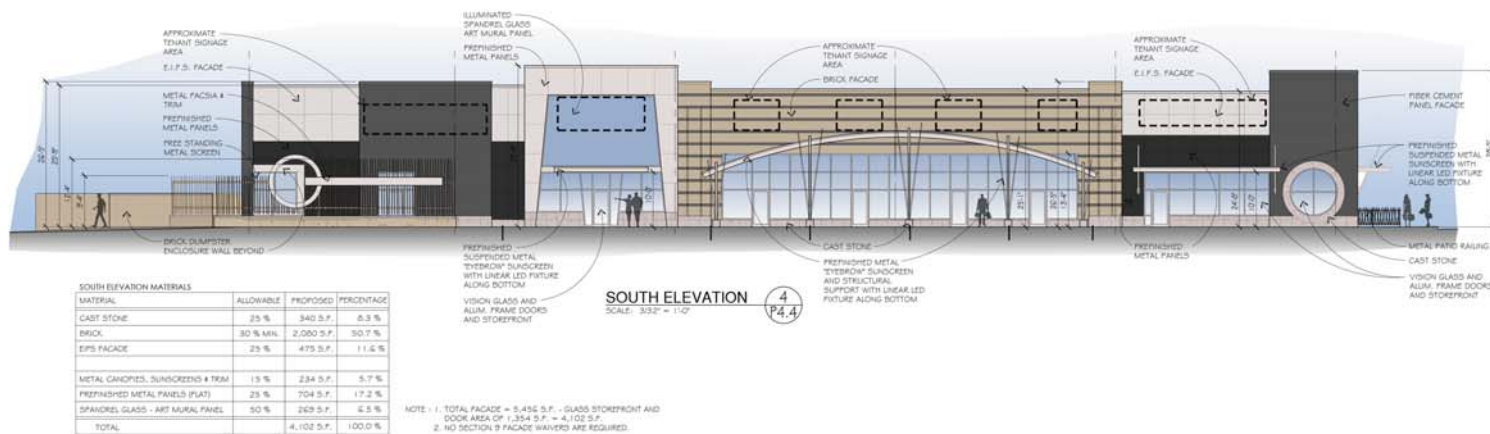 ILLUMINATED
SPANDREL GLASS
ART MURAL PANEL
APPROXIMATE
TENANT SIGNAGE
AREA
PREFINISHED
METAL PANELS
APPROXIMATE
TENANT SIGNAGE
AREA
APPROXIMATE
TENANT SIGNAGE
AREA
E.I.F.S. FACADE
BRICK FACADE
E.I.F.S. FACADE
METAL FACSIA &
TRIM
FIBER CEMENT
PANEL FACADE
PREFINISHED
METAL PANELS
FREE STANDING
METAL SCREEN
PREFINISHED
SUSPENDED METAL
SUNSCREEN WITH
LINEAR LED FIXTURE
ALONG BOTTOM
10'-0"
25'-1"
10'-0"
BRICK DUMPSTER
ENCLOSURE WALL BEYOND
PREFINISHED
SUSPENDED METAL
"EYEBROW" SUNSCREEN
WITH LINEAR LED FIXTURE
ALONG BOTTOM
CAST STONE
PREFINISHED METAL
"EYEBROW" SUNSCREEN
AND STRUCTURAL
SUPPORT WITH LINEAR LED
FIXTURE ALONG BOTTOM
PREFINISHED
METAL PANELS
METAL PATIO RAILING
CAST STONE
VISION GLASS AND
ALUM. FRAME DOORS
AND STOREFRONT
VISION GLASS AND
ALUM. FRAME DOORS
AND STOREFRONT
SOUTH ELEVATION
SCALE: 3/32" = 1'-0"
4
P4.4
SOUTH ELEVATION MATERIALS
MATERIAL ALLOWABLE PROPOSED PERCENTAGE
CAST STONE 25 % 340 S.F. 8.3 %
BRICK 30 % MIN. 2,080 S.F. 50.7 %
EIFS FACADE 25 % 475 S.F. 11.6 %
METAL CANOPIES, SUNSCREENS & TRIM 15 % 234 S.F. 5.7 %
PREFINISHED METAL PANELS (FLAT) 25 % 704 S.F. 17.2 %
SPANDREL GLASS - ART MURAL PANEL 50 % 269 S.F. 6.5 %
TOTAL 4,102 S.F. 100.0 %
NOTE : 1. TOTAL FACADE = 5,456 S.F. - GLASS STOREFRONT AND
DOOR AREA OF 1,354 S.F. = 4,102 S.F.
2. NO SECTION 9 FACADE WAIVERS ARE REQUIRED.